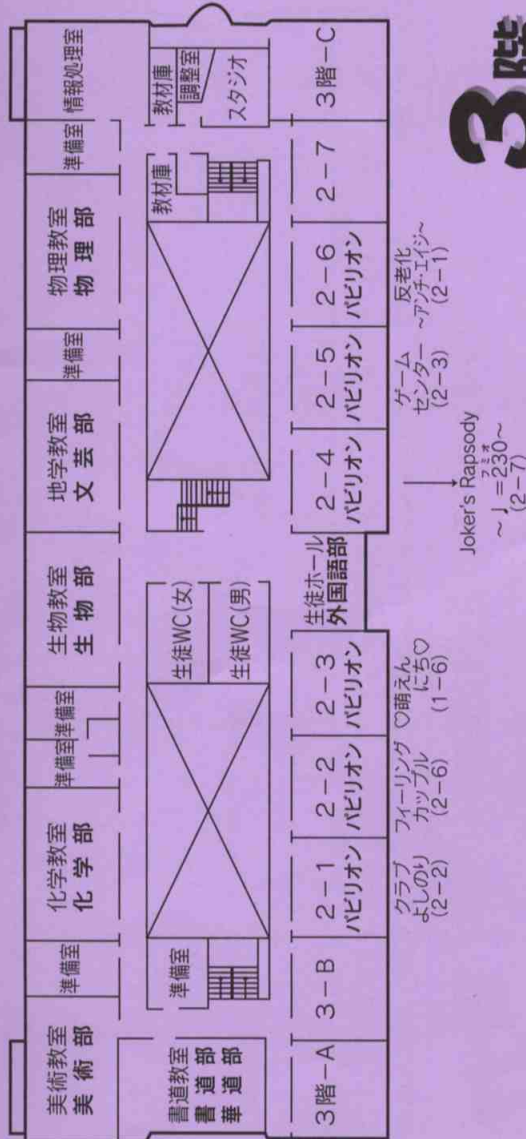 3階
美術教室
美術部
準備室
化学教室
化学部
準備室
準備室
生物教室
生物部
地学教室
文芸部
準備室
物理教室
物理部
準備室
情報処理室
書道教室
書道部
華道部
準備室
生徒WC(女)
生徒WC(男)
教材庫
教材庫
調整室
スタジオ
3階-A
3-B
2-1
パビリオン
2-2
パビリオン
2-3
パビリオン
生徒ホール
外国語部
2-4
パビリオン
2-5
パビリオン
2-6
パビリオン
2-7
3階-C
クラブ
よしのり
(2-2)
フィーリング
カップル
(2-6)
♡萌えん
にち♡
(1-6)
Joker's Rapsody
フミオ
~♩=230~
(2-7)
ゲーム
センター
(2-3)
反老化
~アンチ・エイジ~
(2-1)